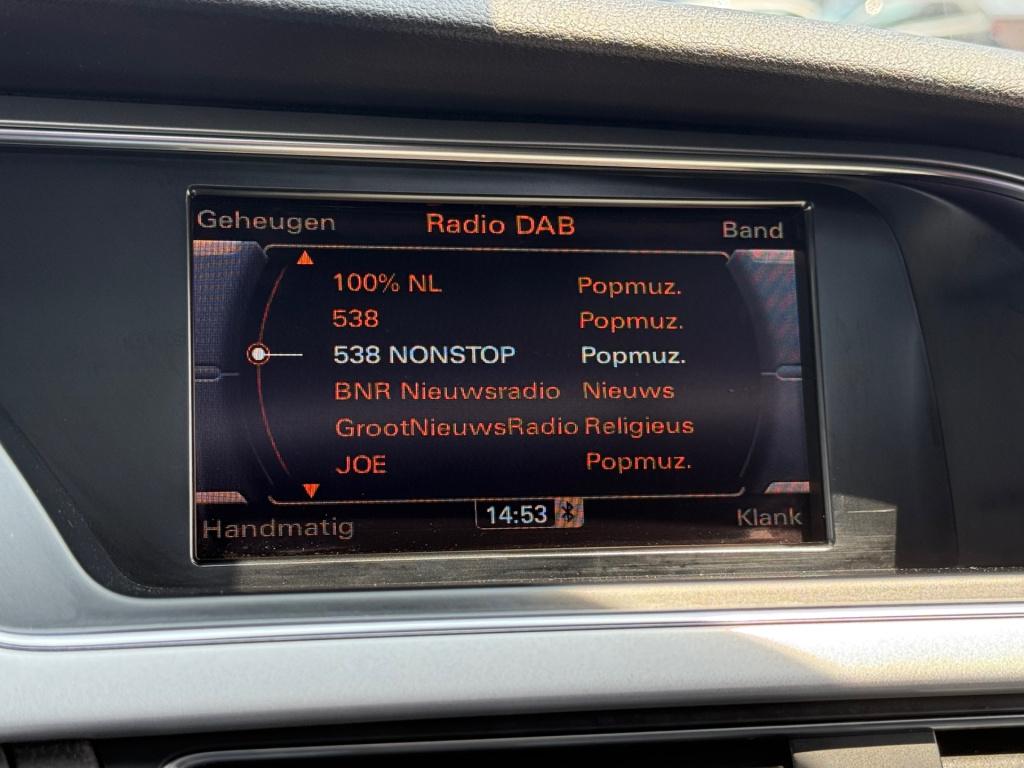 Geheugen Radio DAB Band
100% NL Popmuz.
538 Popmuz.
538 NONSTOP Popmuz.
BNR Nieuwsradio Nieuws
GrootNieuwsRadio Religieus
JOE Popmuz.
Handmatig 14:53 Klank